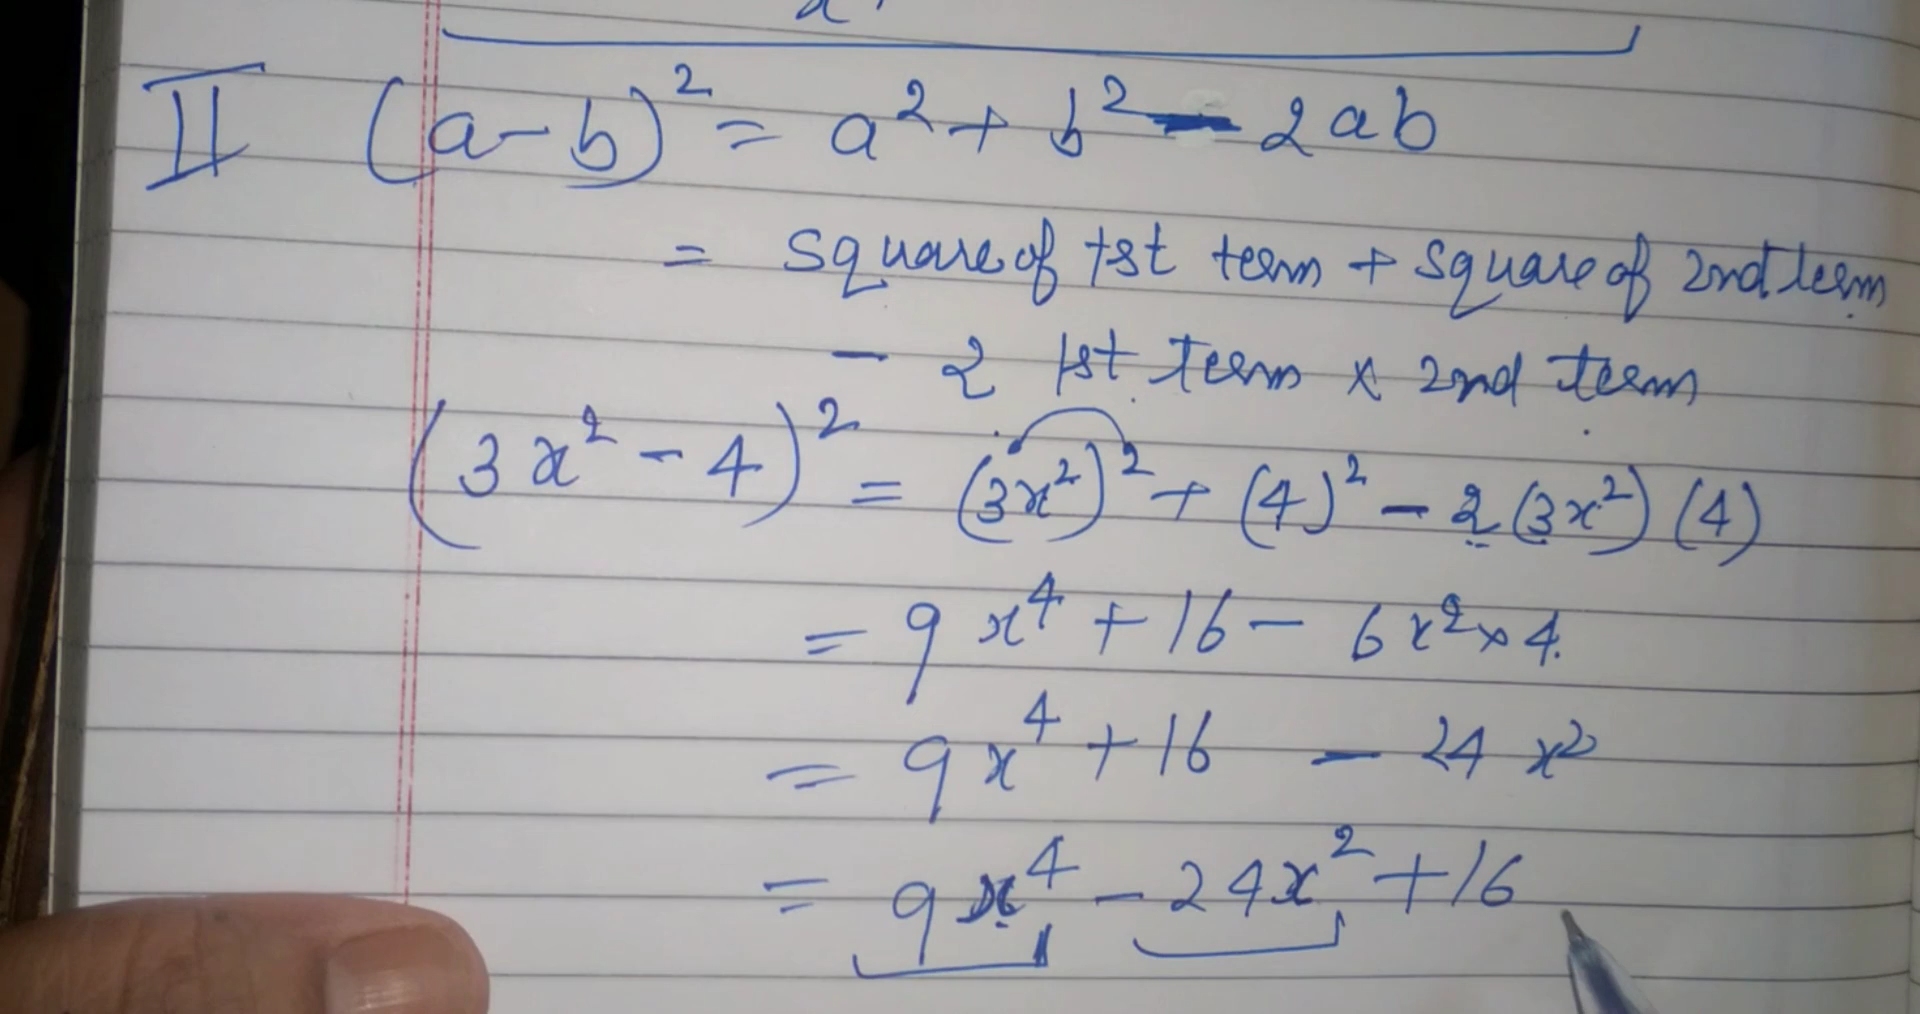 II (a-b)² = a² + b² - 2ab
= square of 1st term + square of 2nd term
- 2 1st term × 2nd term
(3x² - 4)² = (3x²)² + (4)² - 2(3x²)(4)
= 9x⁴ + 16 - 6x² × 4.
= 9x⁴ + 16 - 24x²
= 9x⁴ - 24x² + 16